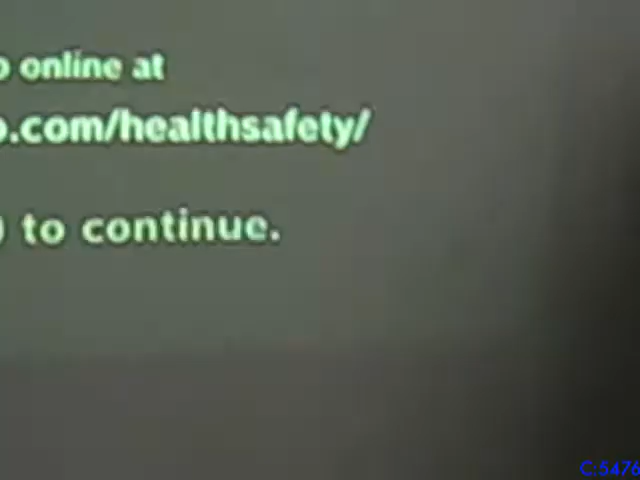 o online at
o.com/healthsafety/
) to continue.
C:5476